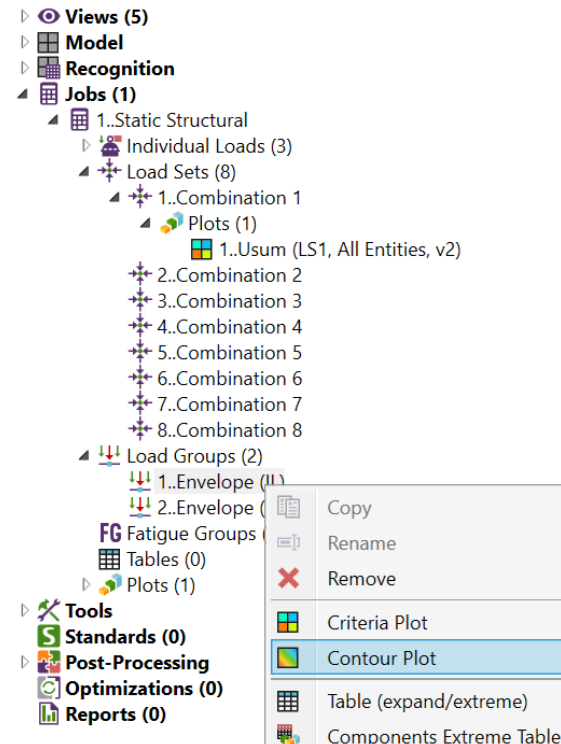 Views (5)
Model
Recognition
Jobs (1)
1..Static Structural
Individual Loads (3)
Load Sets (8)
1..Combination 1
Plots (1)
1..Usum (LS1, All Entities, v2)
2..Combination 2
3..Combination 3
4..Combination 4
5..Combination 5
6..Combination 6
7..Combination 7
8..Combination 8
Load Groups (2)
1..Envelope (IL)
2..Envelope (
FG Fatigue Groups (
Tables (0)
Plots (1)
Tools
S Standards (0)
Post-Processing
Optimizations (0)
Reports (0)
Copy
Rename
Remove
Criteria Plot
Contour Plot
Table (expand/extreme)
Components Extreme Table